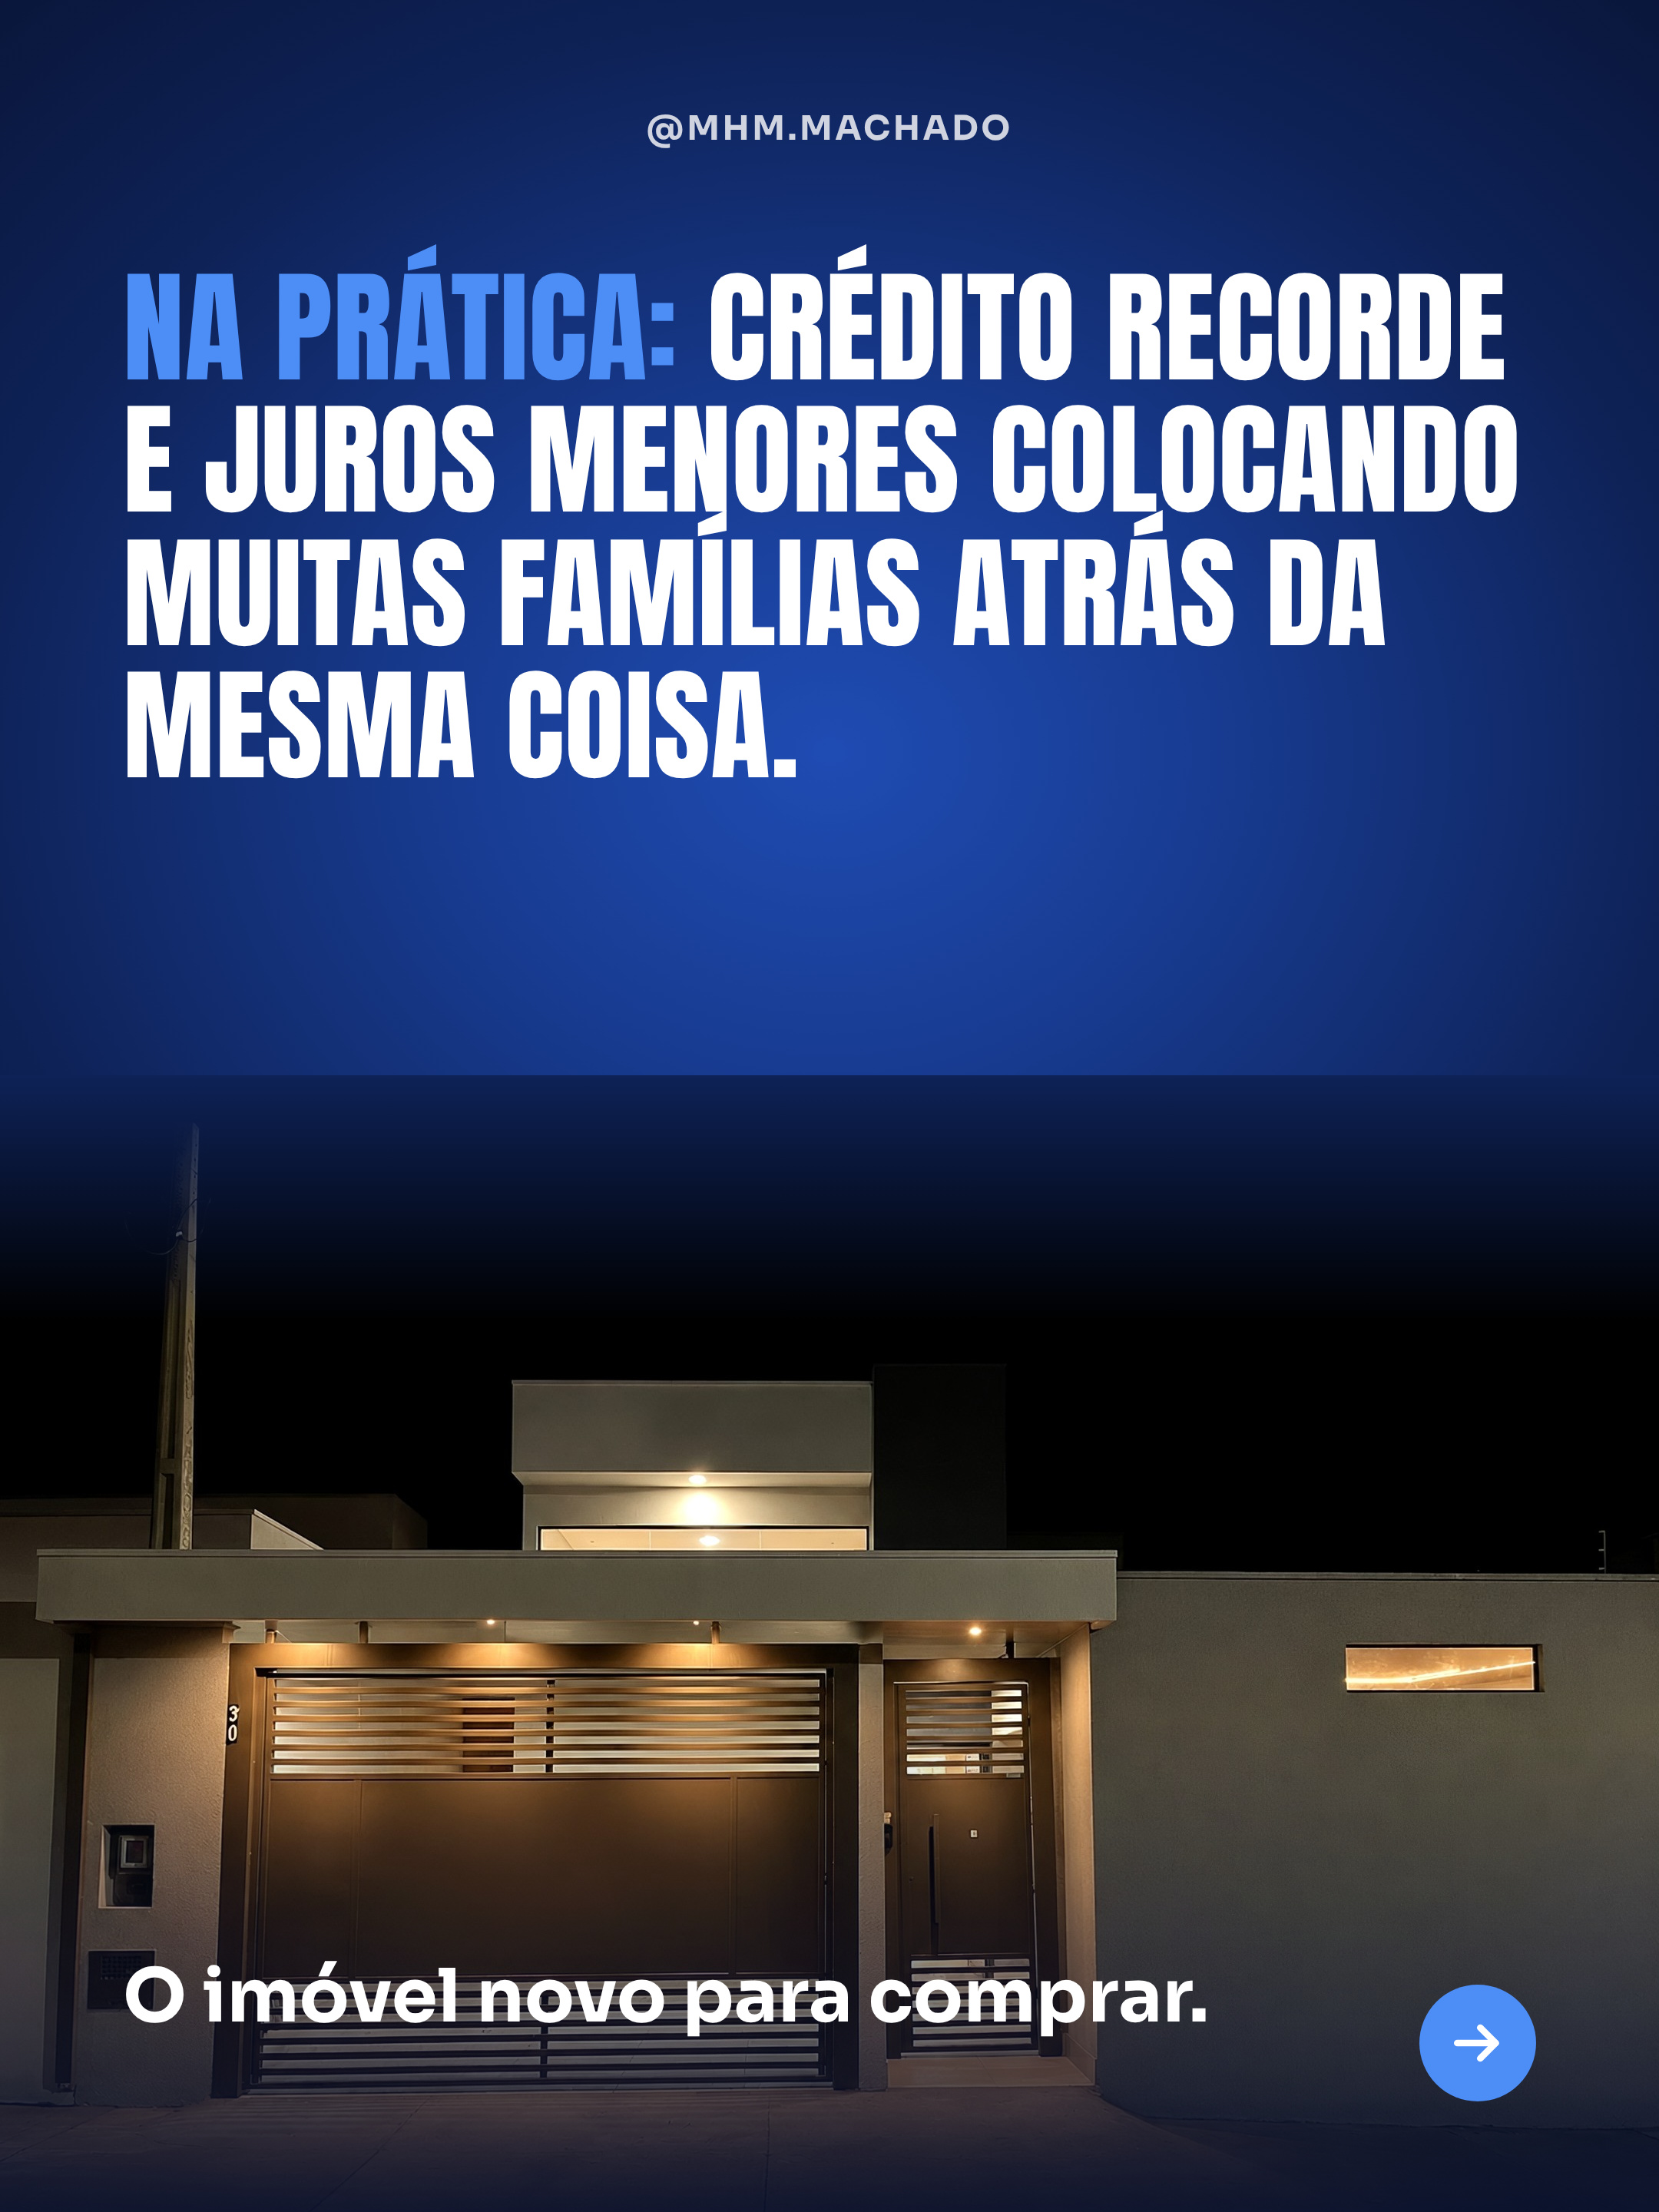 @MHM.MACHADO
NA PRÁTICA: CRÉDITO RECORDE
E JUROS MENORES COLOCANDO
MUITAS FAMÍLIAS ATRÁS DA
MESMA COISA.
30
O imóvel novo para comprar.